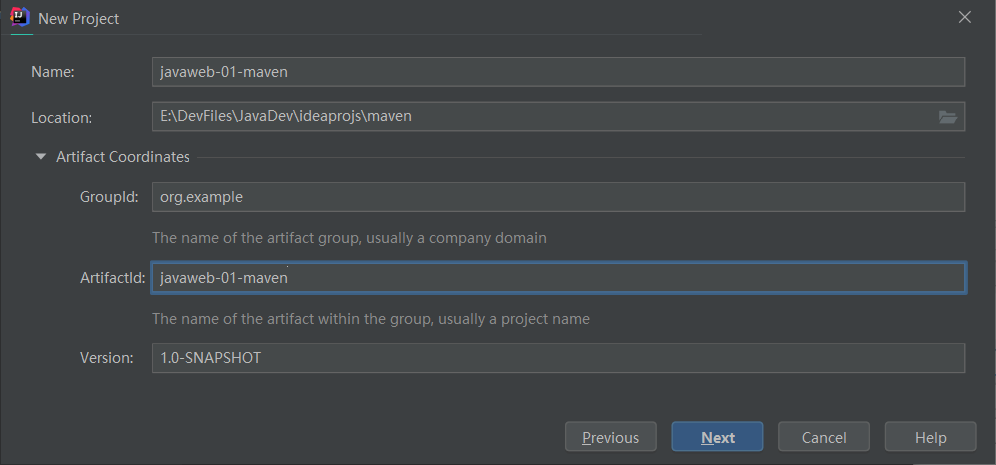 New Project
Name: javaweb-01-maven
Location: E:\DevFiles\JavaDev\ideaprojs\maven
Artifact Coordinates
GroupId: org.example
The name of the artifact group, usually a company domain
ArtifactId: javaweb-01-maven
The name of the artifact within the group, usually a project name
Version: 1.0-SNAPSHOT
Previous Next Cancel Help